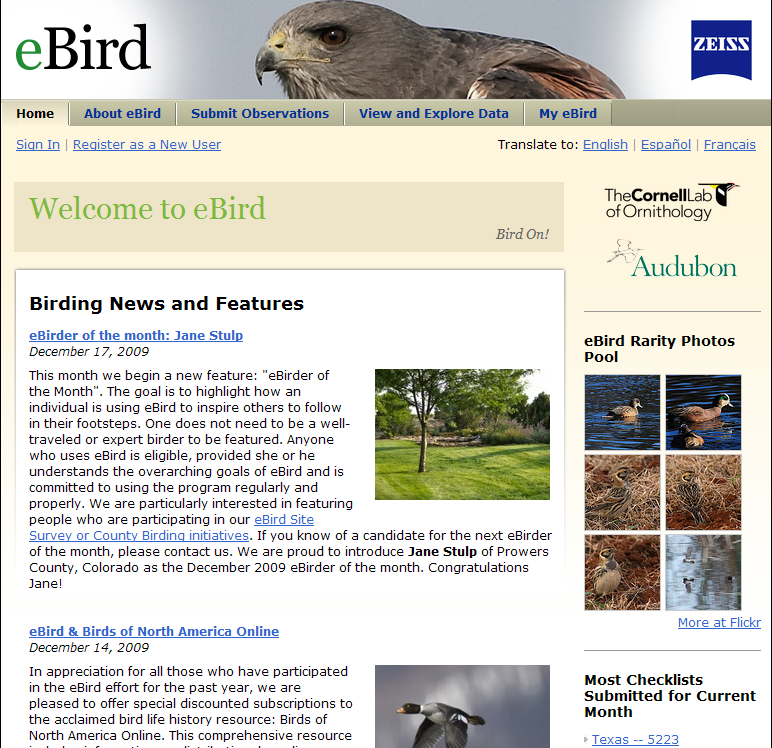 eBird
ZEISS
Home
About eBird
Submit Observations
View and Explore Data
My eBird
Sign In | Register as a New User
Translate to: English | Español | Français
Welcome to eBird
Bird On!
TheCornellLab
of Ornithology
Audubon
Birding News and Features
eBirder of the month: Jane Stulp
December 17, 2009
This month we begin a new feature: "eBirder of
the Month". The goal is to highlight how an
individual is using eBird to inspire others to follow
in their footsteps. One does not need to be a well-
traveled or expert birder to be featured. Anyone
who uses eBird is eligible, provided she or he
understands the overarching goals of eBird and is
committed to using the program regularly and
properly. We are particularly interested in featuring
people who are participating in our eBird Site
Survey or County Birding initiatives. If you know of a candidate for the next eBirder
of the month, please contact us. We are proud to introduce Jane Stulp of Prowers
County, Colorado as the December 2009 eBirder of the month. Congratulations
Jane!
eBird & Birds of North America Online
December 14, 2009
In appreciation for all those who have participated
in the eBird effort for the past year, we are
pleased to offer special discounted subscriptions to
the acclaimed bird life history resource: Birds of
North America Online. This comprehensive resource
eBird Rarity Photos
Pool
More at Flickr
Most Checklists
Submitted for Current
Month
Texas -- 5223